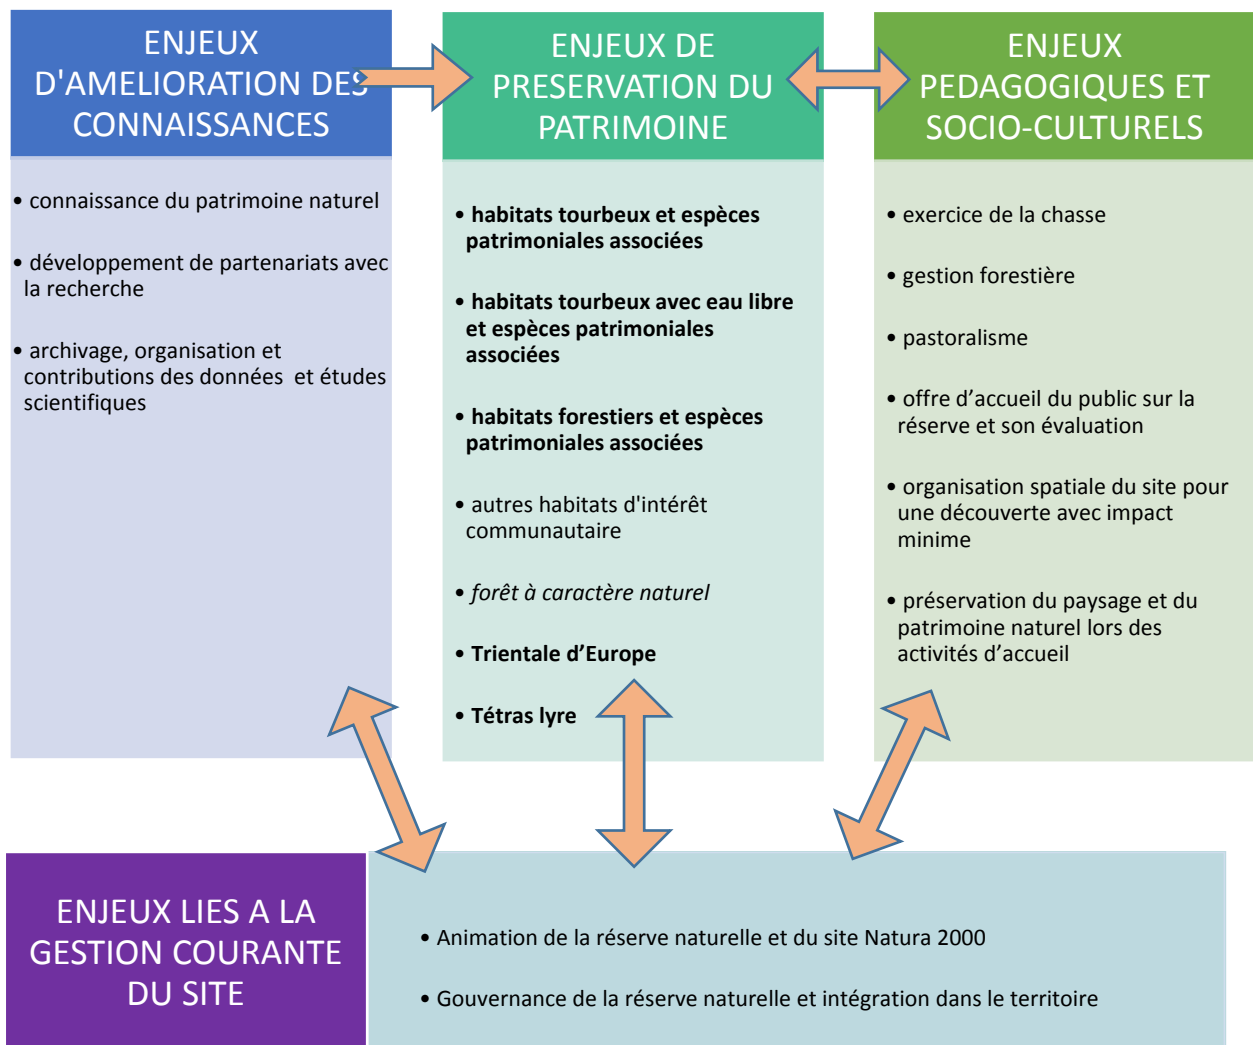 ENJEUX
D'AMELIORATION DES
CONNAISSANCES
• connaissance du patrimoine naturel
• développement de partenariats avec
la recherche
• archivage, organisation et
contributions des données et études
scientifiques
ENJEUX DE
PRESERVATION DU
PATRIMOINE
• habitats tourbeux et espèces
patrimoniales associées
• habitats tourbeux avec eau libre
et espèces patrimoniales
associées
• habitats forestiers et espèces
patrimoniales associées
• autres habitats d'intérêt
communautaire
• forêt à caractère naturel
• Trientale d’Europe
• Tétras lyre
ENJEUX
PEDAGOGIQUES ET
SOCIO-CULTURELS
• exercice de la chasse
• gestion forestière
• pastoralisme
• offre d’accueil du public sur la
réserve et son évaluation
• organisation spatiale du site pour
une découverte avec impact
minime
• préservation du paysage et du
patrimoine naturel lors des
activités d’accueil
ENJEUX LIES A LA
GESTION COURANTE
DU SITE
• Animation de la réserve naturelle et du site Natura 2000
• Gouvernance de la réserve naturelle et intégration dans le territoire